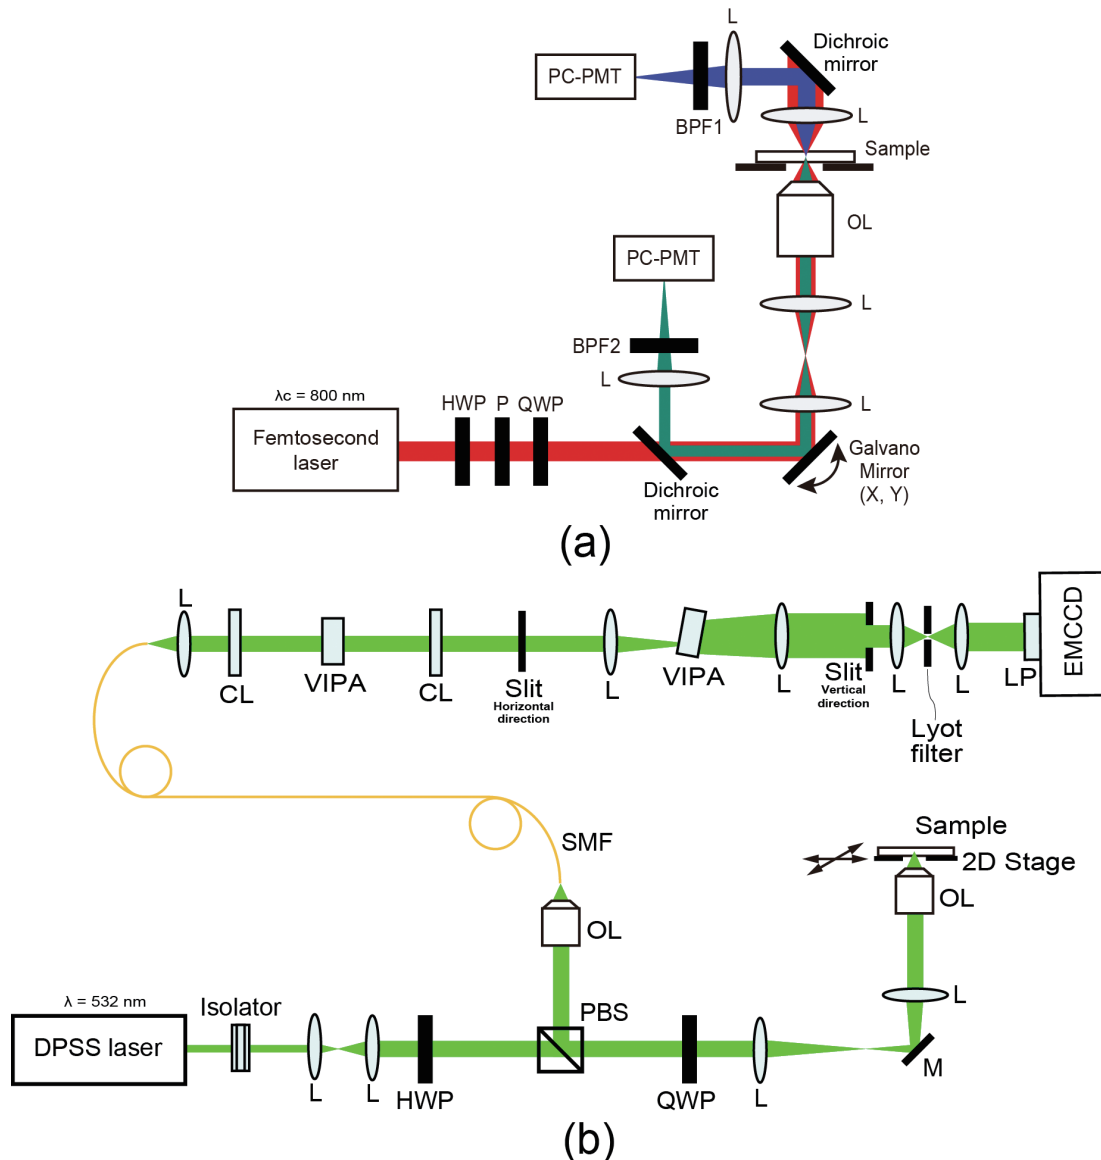 L
Dichroic
mirror
PC-PMT
BPF1
L
Sample
OL
PC-PMT
L
BPF2
L
λc = 800 nm
HWP
P
QWP
L
Femtosecond
laser
Galvano
Mirror
(X, Y)
Dichroic
mirror
(a)
L
CL
VIPA
CL
Slit
Horizontal
direction
L
VIPA
L
Slit
Vertical
direction
L
L
LP
EMCCD
Lyot
filter
SMF
Sample
2D Stage
OL
OL
λ = 532 nm
Isolator
PBS
L
DPSS laser
L
L
HWP
QWP
L
M
(b)